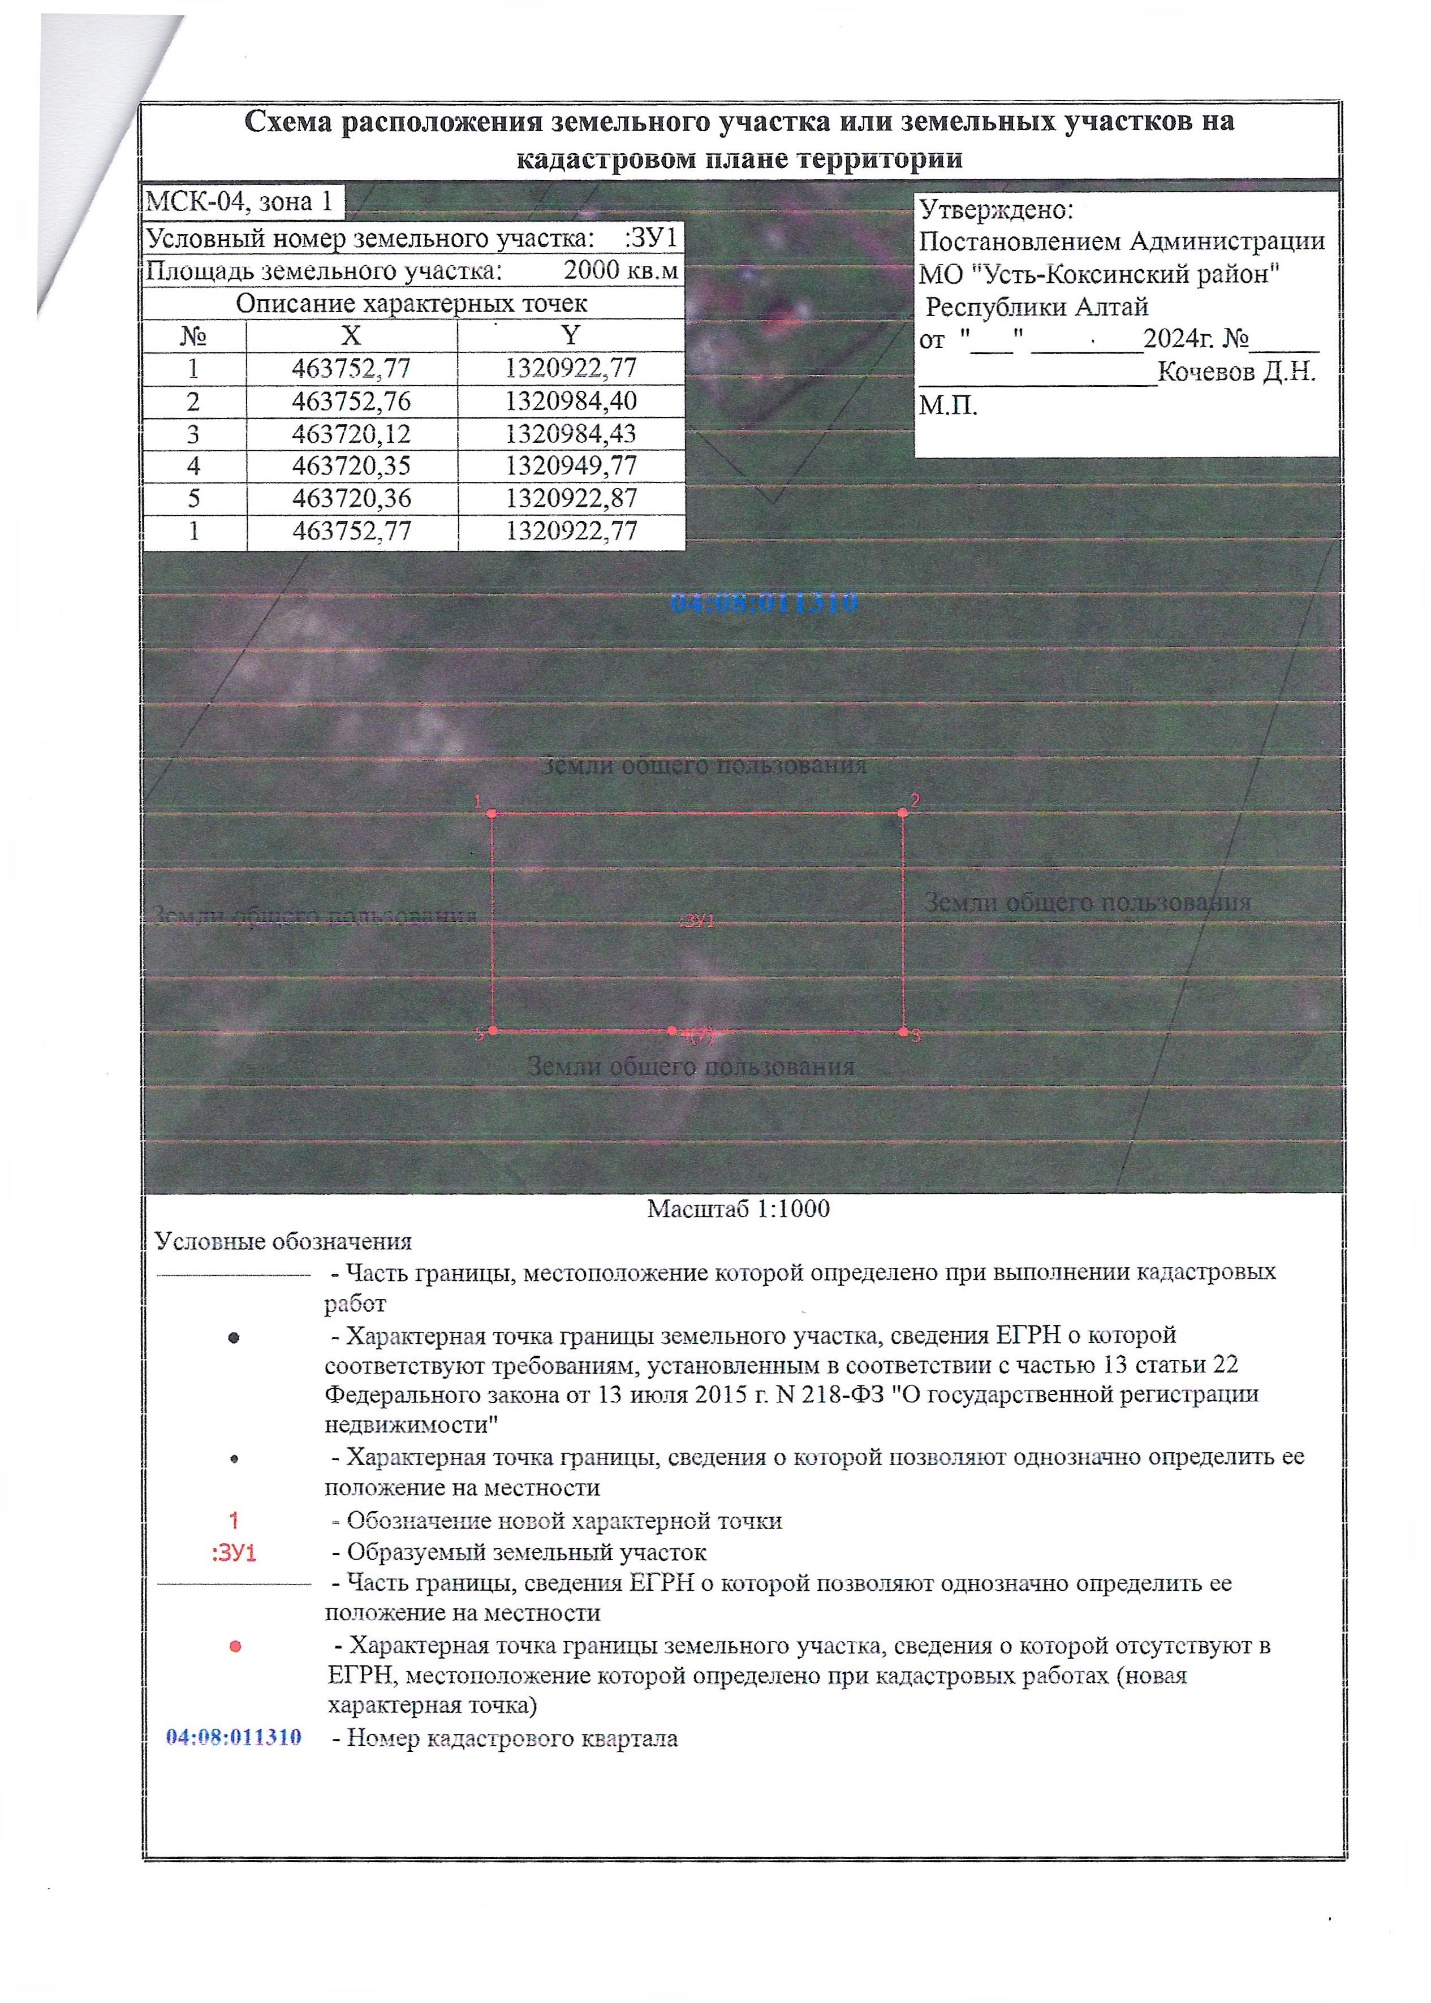 Схема расположения земельного участка или земельных участков на
кадастровом плане территории
МСК-04, зона 1
Условный номер земельного участка: :ЗУ1
Площадь земельного участка: 2000 кв.м
Описание характерных точек
№ X Y
1 463752,77 1320922,77
2 463752,76 1320984,40
3 463720,12 1320984,43
4 463720,35 1320949,77
5 463720,36 1320922,87
1 463752,77 1320922,77
Утверждено:
Постановлением Администрации
МО "Усть-Коксинский район"
Республики Алтай
от "___" ________2024г. №_____
_________________Кочевов Д.Н.
М.П.
04:08:011310
Земли общего пользования
1
2
Земли общего пользования
:ЗУ1
Земли общего пользования
5
4(7)
3
Земли общего пользования
Масштаб 1:1000
Условные обозначения
- Часть границы, местоположение которой определено при выполнении кадастровых
работ
- Характерная точка границы земельного участка, сведения ЕГРН о которой
соответствуют требованиям, установленным в соответствии с частью 13 статьи 22
Федерального закона от 13 июля 2015 г. N 218-ФЗ "О государственной регистрации
недвижимости"
- Характерная точка границы, сведения о которой позволяют однозначно определить ее
положение на местности
1 - Обозначение новой характерной точки
:ЗУ1 - Образуемый земельный участок
- Часть границы, сведения ЕГРН о которой позволяют однозначно определить ее
положение на местности
- Характерная точка границы земельного участка, сведения о которой отсутствуют в
ЕГРН, местоположение которой определено при кадастровых работах (новая
характерная точка)
04:08:011310 - Номер кадастрового квартала